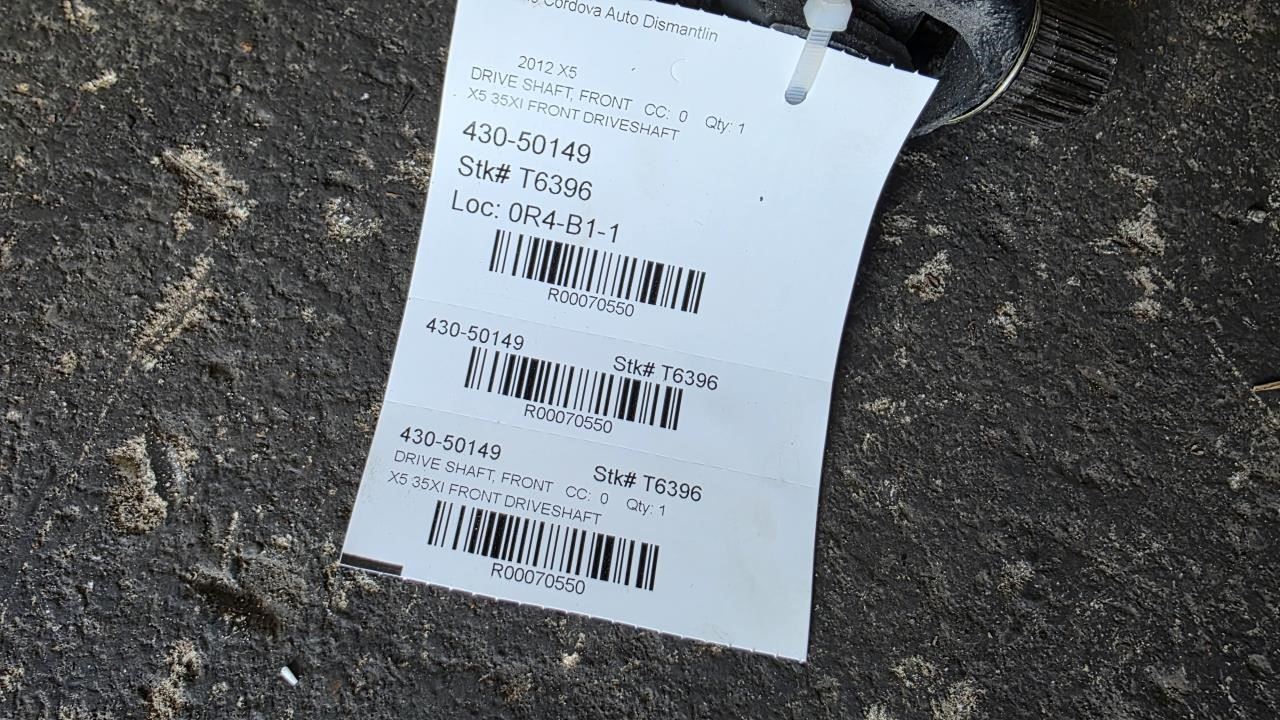 Cordova Auto Dismantlin
2012 X5
DRIVE SHAFT, FRONT CC: 0 Qty: 1
X5 35XI FRONT DRIVESHAFT
430-50149
Stk# T6396
Loc: 0R4-B1-1
R00070550
430-50149 Stk# T6396
R00070550
430-50149 Stk# T6396
DRIVE SHAFT, FRONT CC: 0 Qty: 1
X5 35XI FRONT DRIVESHAFT
R00070550